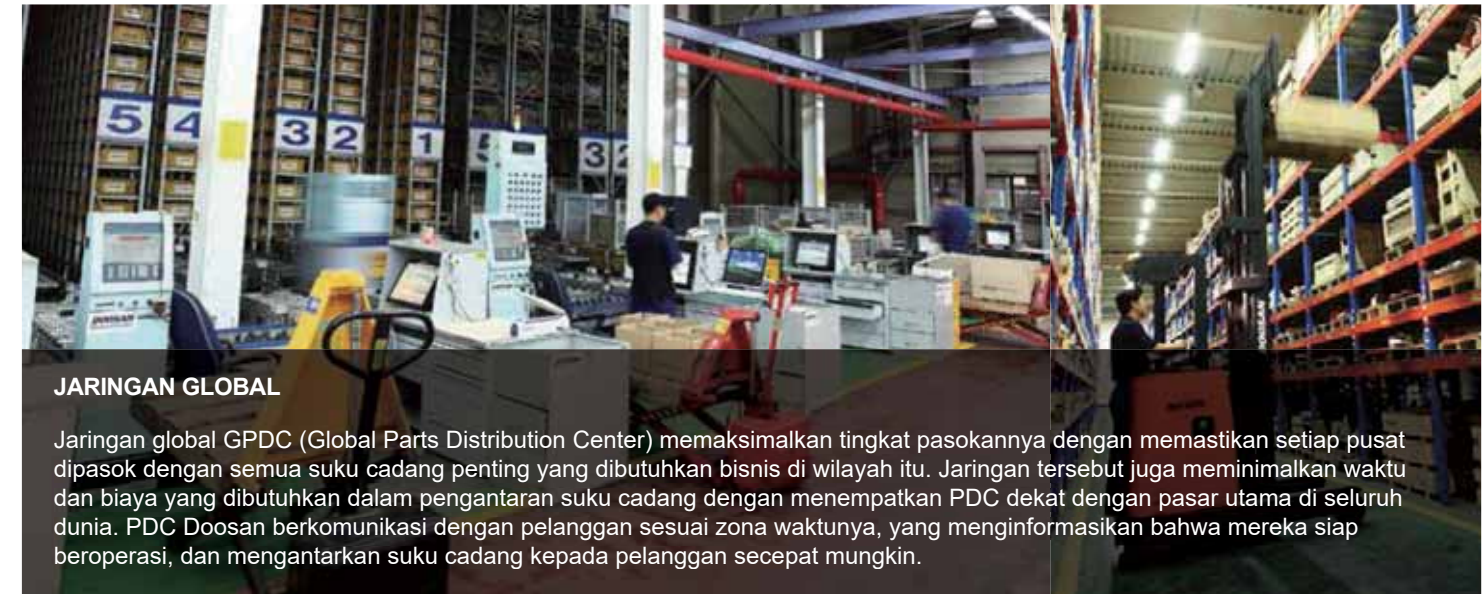 5 4 3 2 1 5 3 2
DOOSAN
JARINGAN GLOBAL
Jaringan global GPDC (Global Parts Distribution Center) memaksimalkan tingkat pasokannya dengan memastikan setiap pusat
dipasok dengan semua suku cadang penting yang dibutuhkan bisnis di wilayah itu. Jaringan tersebut juga meminimalkan waktu
dan biaya yang dibutuhkan dalam pengantaran suku cadang dengan menempatkan PDC dekat dengan pasar utama di seluruh
dunia. PDC Doosan berkomunikasi dengan pelanggan sesuai zona waktunya, yang menginformasikan bahwa mereka siap
beroperasi, dan mengantarkan suku cadang kepada pelanggan secepat mungkin.